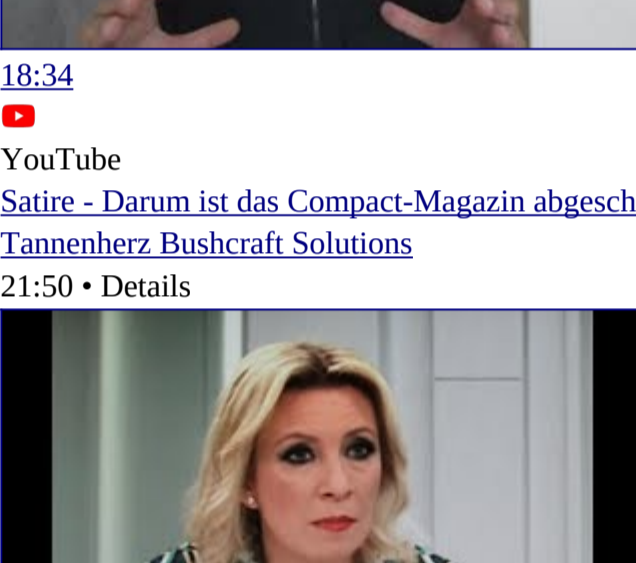 18:34
YouTube
Satire - Darum ist das Compact-Magazin abgesch
Tannenherz Bushcraft Solutions
21:50 • Details